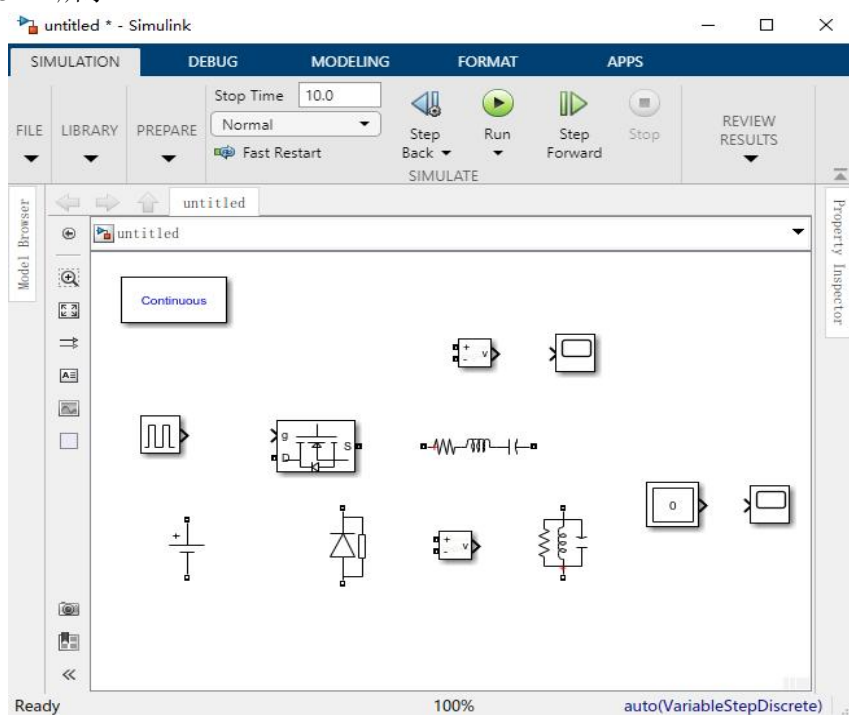 untitled * - Simulink
SIMULATION DEBUG MODELING FORMAT APPS
Stop Time 10.0
Normal
Fast Restart
FILE LIBRARY PREPARE
Step Back
Run
Step Forward
Stop
REVIEW RESULTS
SIMULATE
Model Browser
untitled
untitled
Property Inspector
Continuous
+ v
-
g
D S
0
+
+ v
-
Ready 100% auto(VariableStepDiscrete)